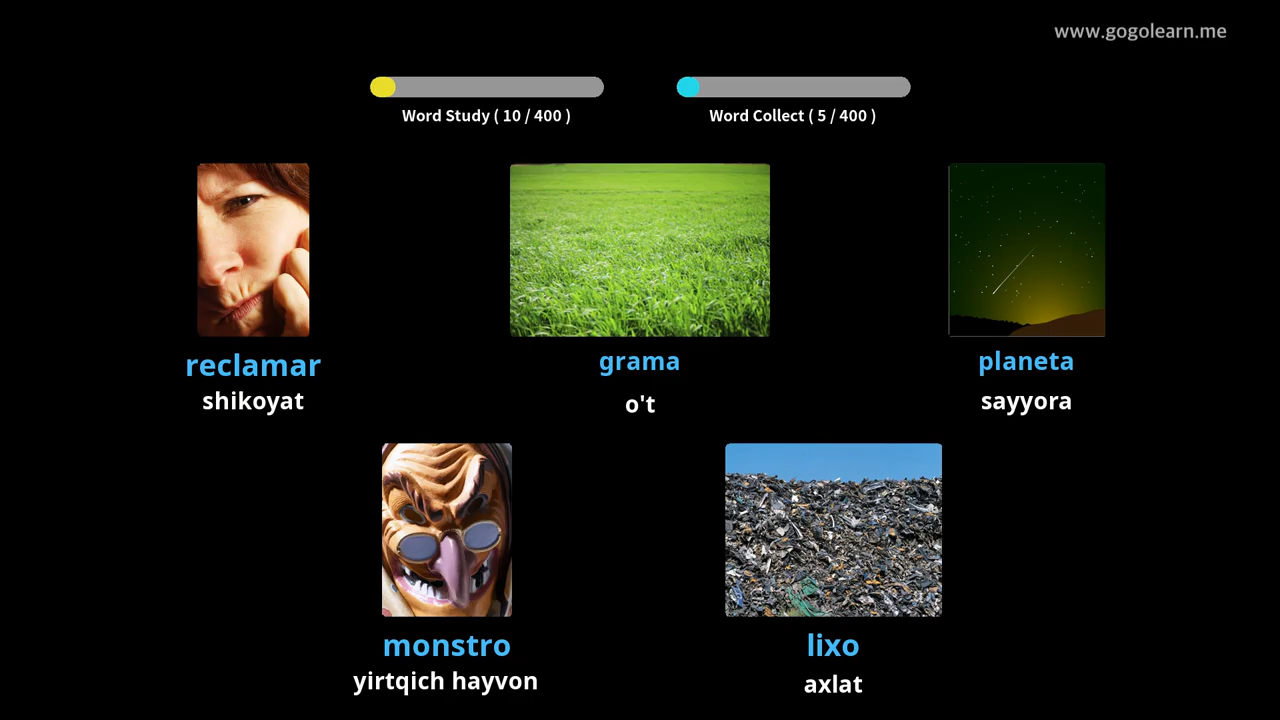 www.gogolearn.me
Word Study ( 10 / 400 )
Word Collect ( 5 / 400 )
reclamar
shikoyat
grama
o't
planeta
sayyora
monstro
yirtqich hayvon
lixo
axlat